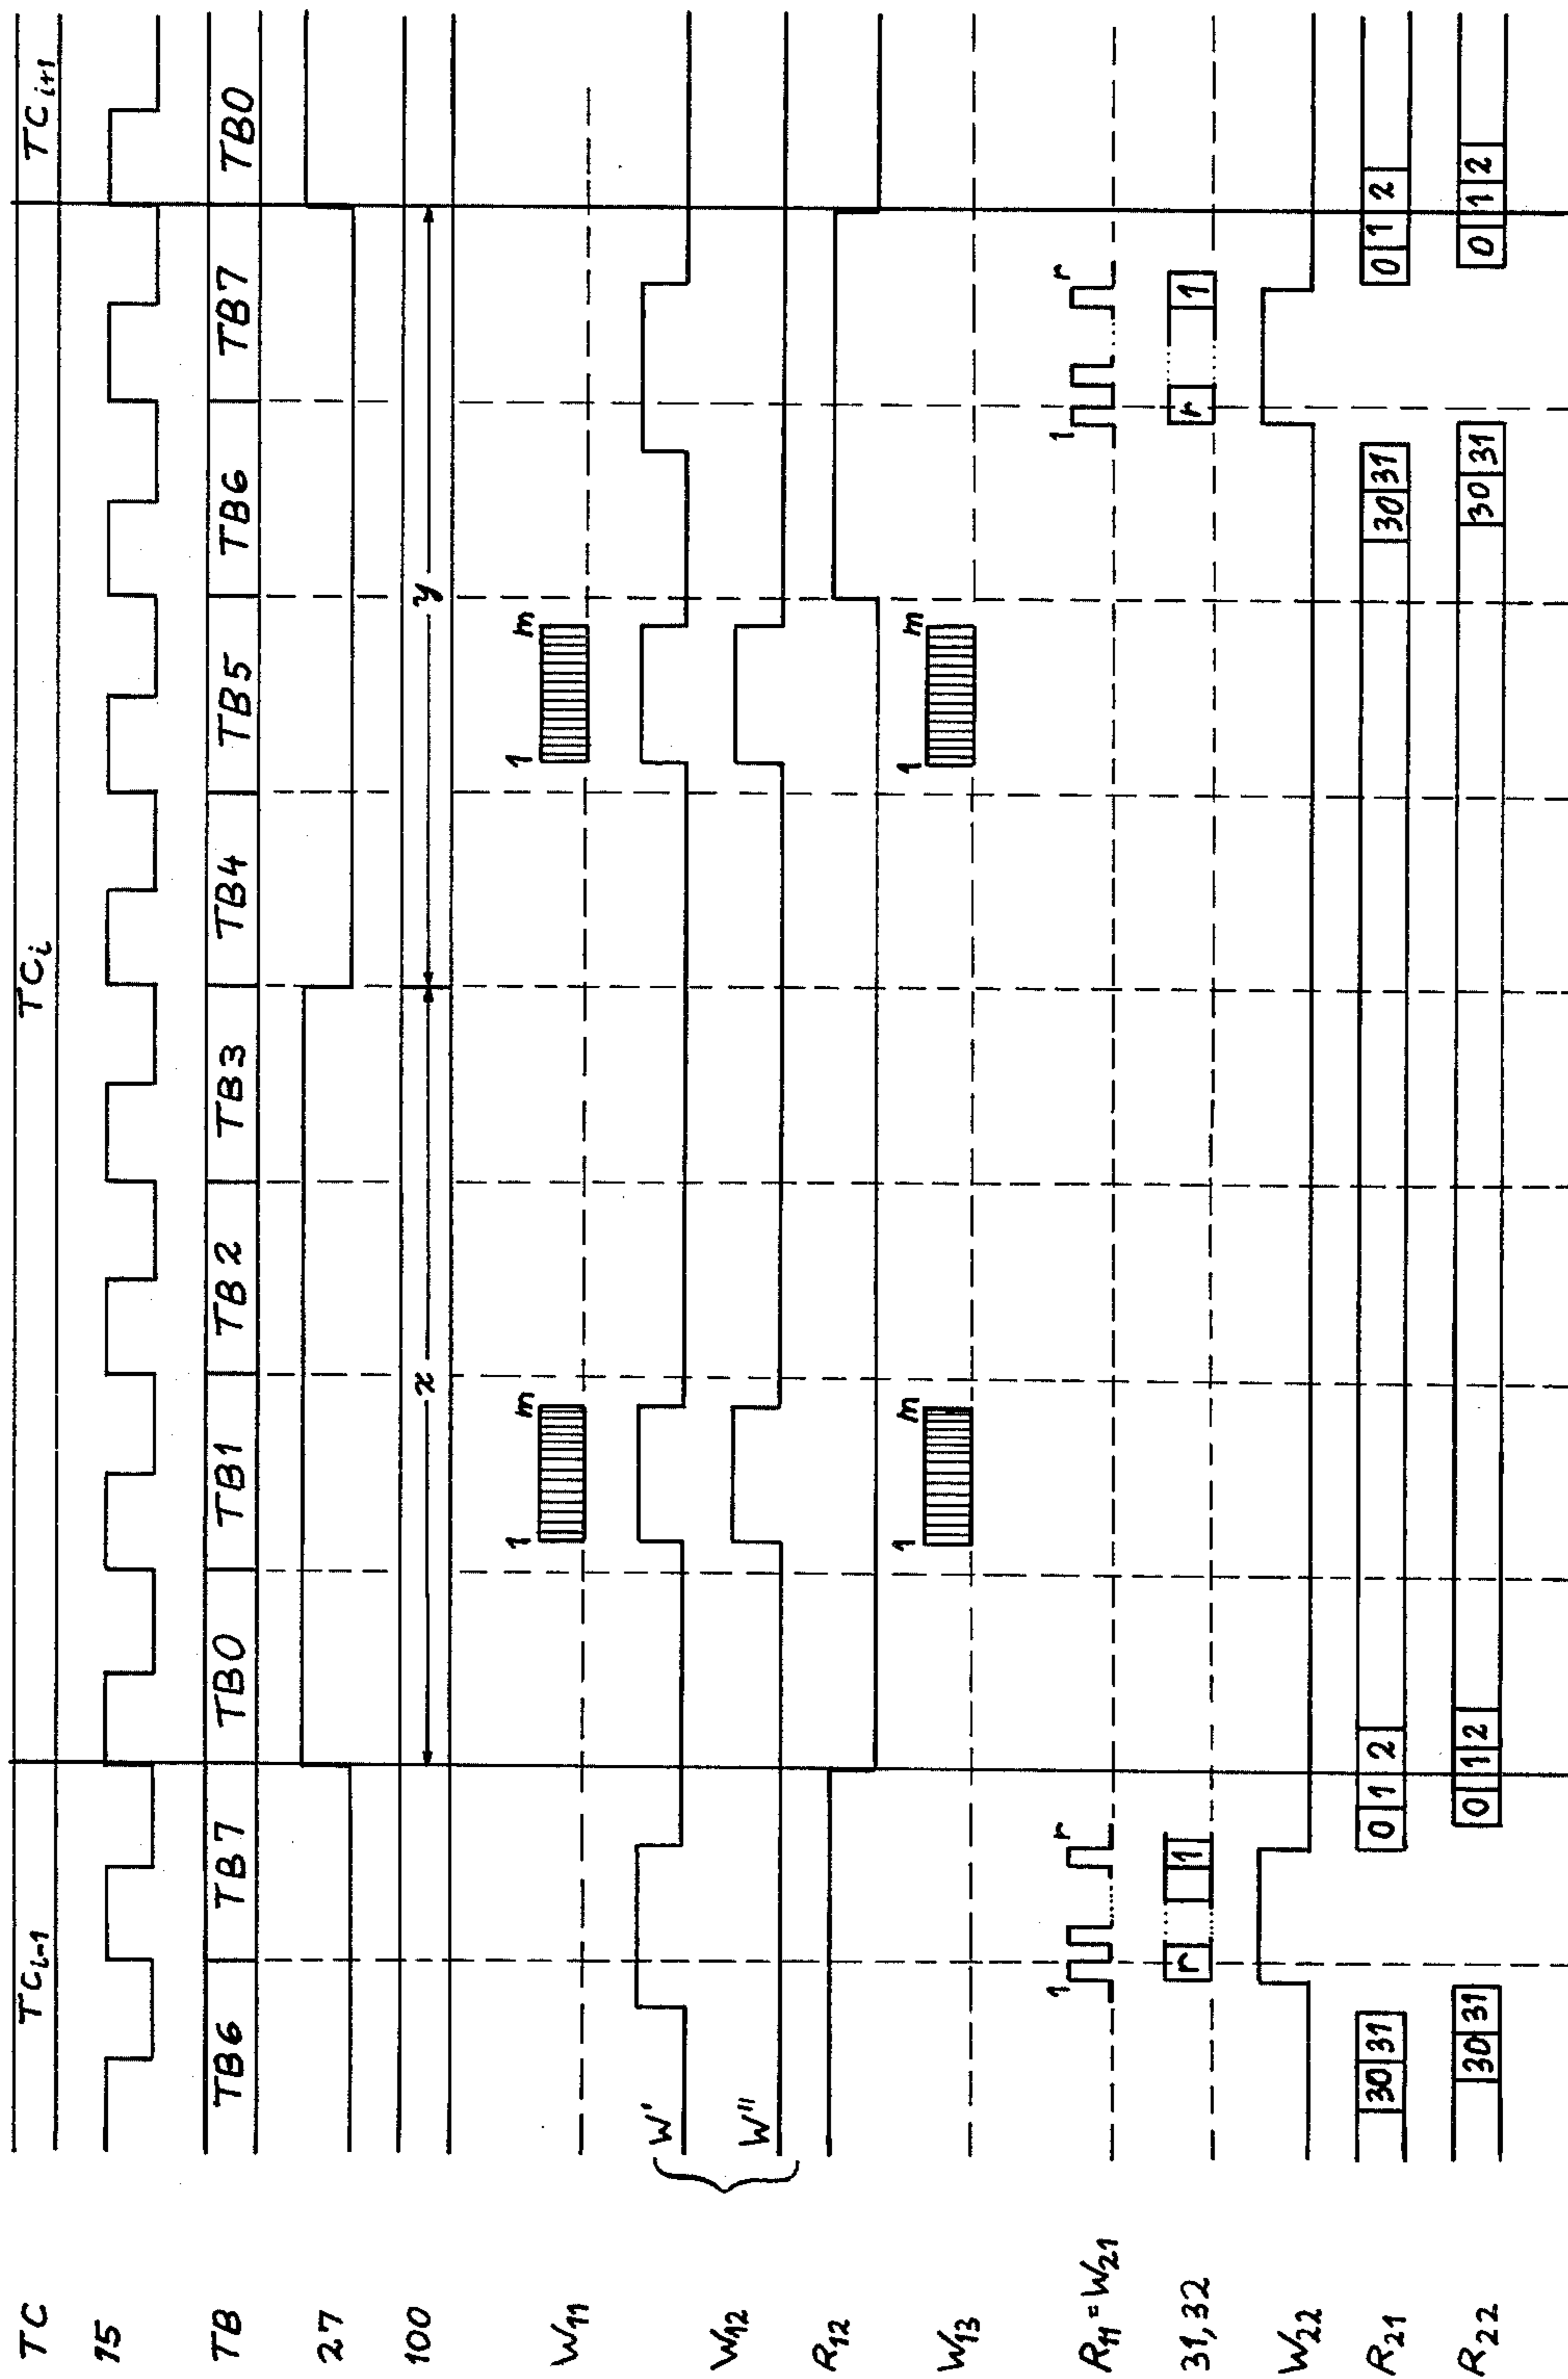 TC TCi-1 TCi TCi+1
15
TB TB6 TB7 TB0 TB1 TB2 TB3 TB4 TB5 TB6 TB7 TB0
27
100 x y
W11 1 m 1 m
W12 W' W"
R12
W13 1 m 1 m
R11 = W21 1 r 1 r
31,32 r 1 r 1
W22
R21 30 31 0 1 2 30 31 0 1 2
R22 30 31 0 1 2 30 31 0 1 2